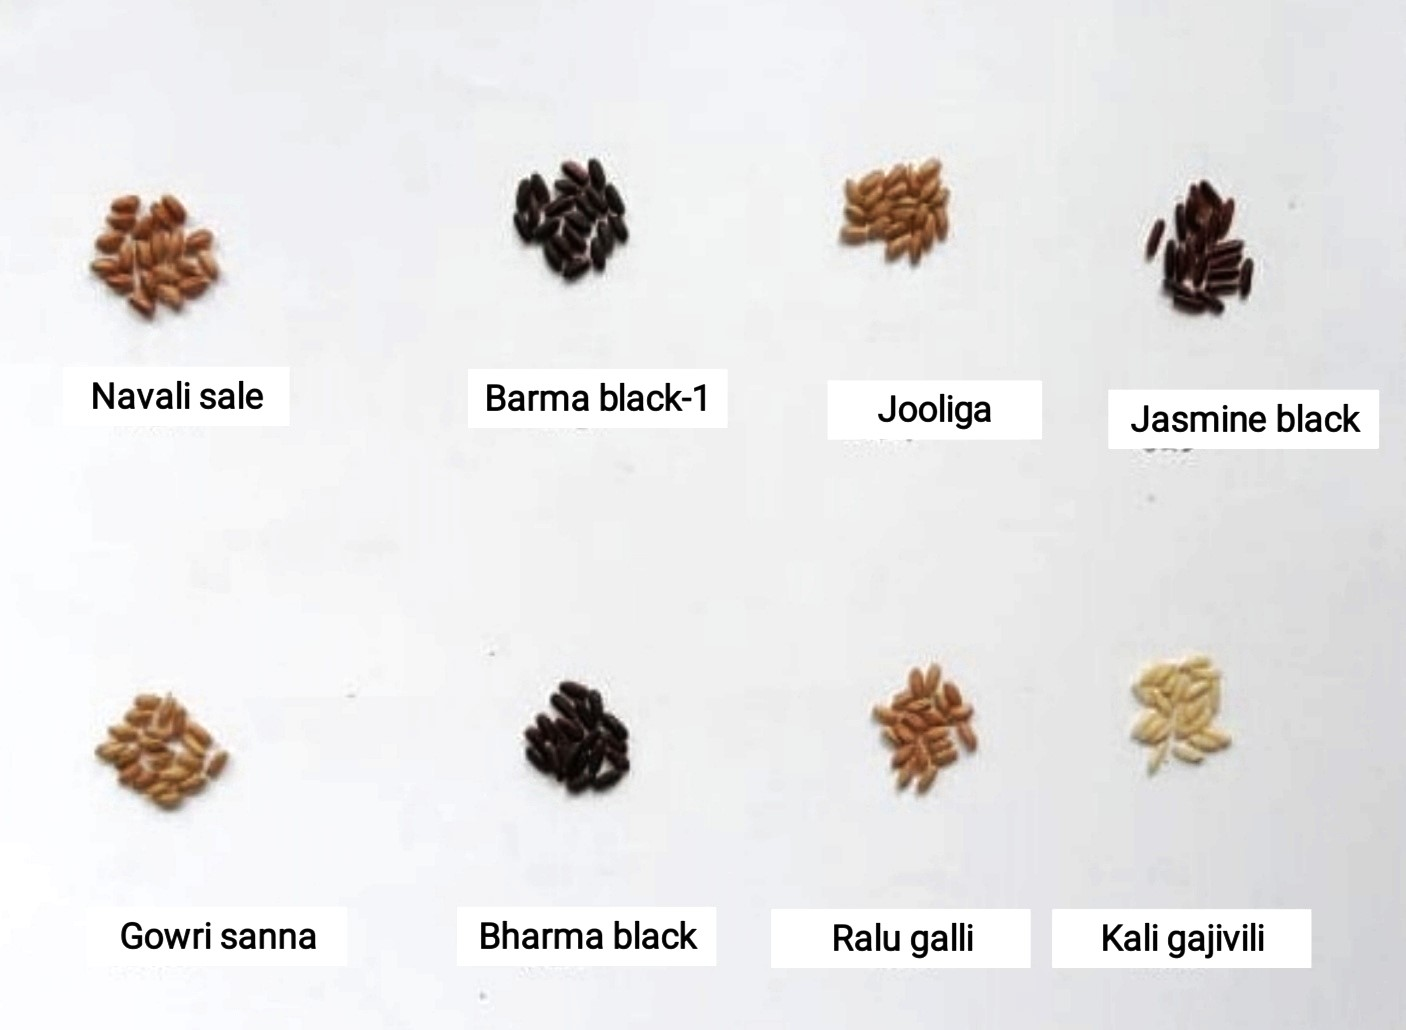 Navali sale
Barma black-1
Jooliga
Jasmine black
Gowri sanna
Bharma black
Ralu galli
Kali gajivili